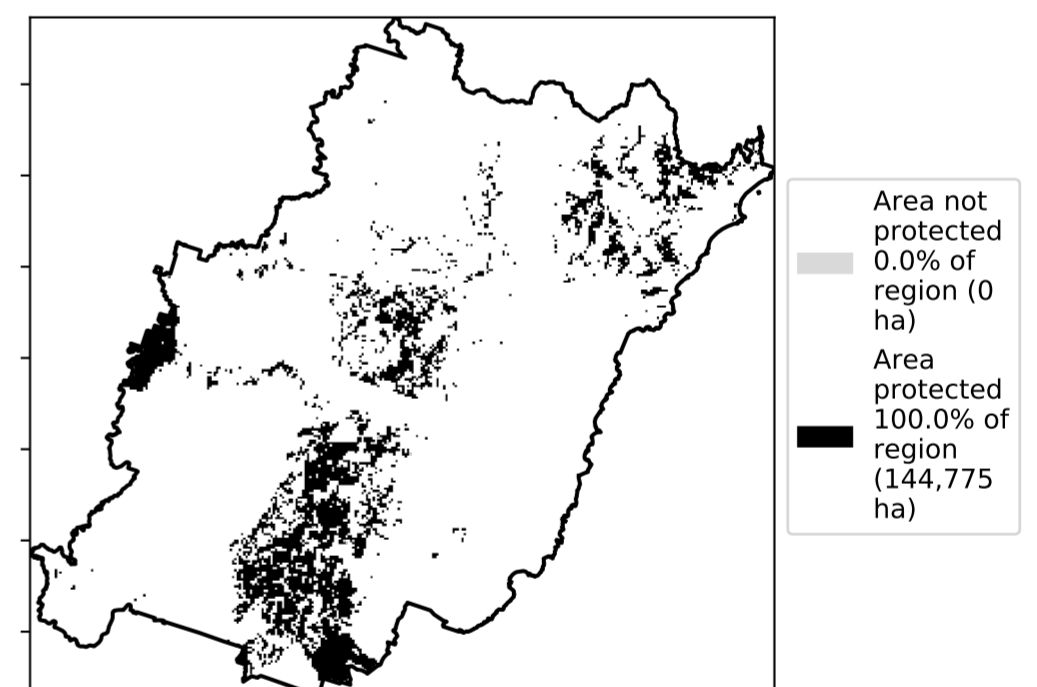 Area not
protected
0.0% of
region (0
ha)
Area
protected
100.0% of
region
(144,775
ha)